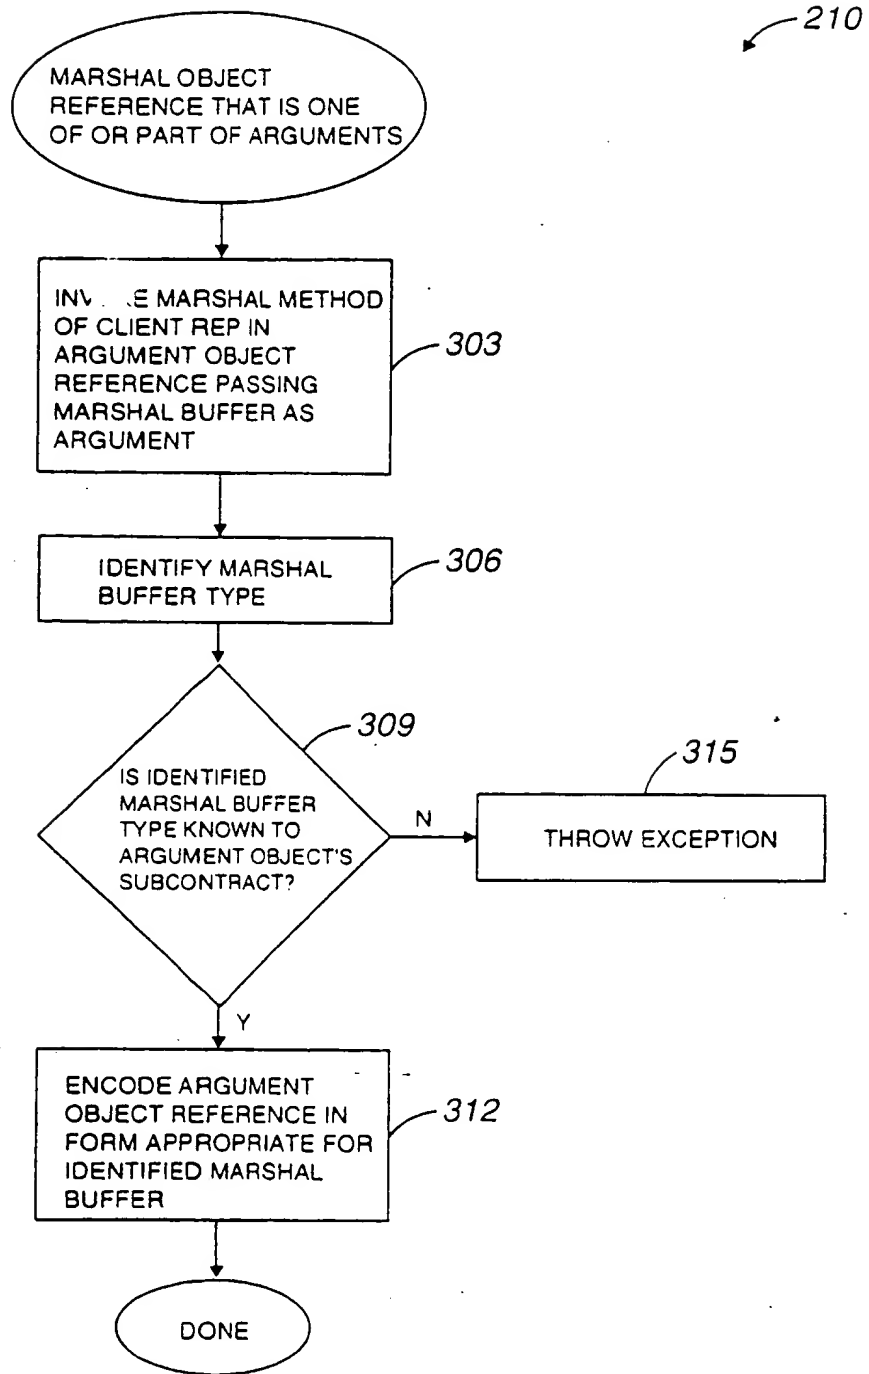 210
MARSHAL OBJECT
REFERENCE THAT IS ONE
OF OR PART OF ARGUMENTS
MARSHAL METHOD
OF CLIENT REP IN
ARGUMENT OBJECT
REFERENCE PASSING
MARSHAL BUFFER AS
ARGUMENT
303
IDENTIFY MARSHAL
BUFFER TYPE
306
309
IS IDENTIFIED
MARSHAL BUFFER
TYPE KNOWN TO
ARGUMENT OBJECT'S
SUBCONTRACT?
N
315
THROW EXCEPTION
Y
ENCODE ARGUMENT
OBJECT REFERENCE IN
FORM APPROPRIATE FOR
IDENTIFIED MARSHAL
BUFFER
312
DONE